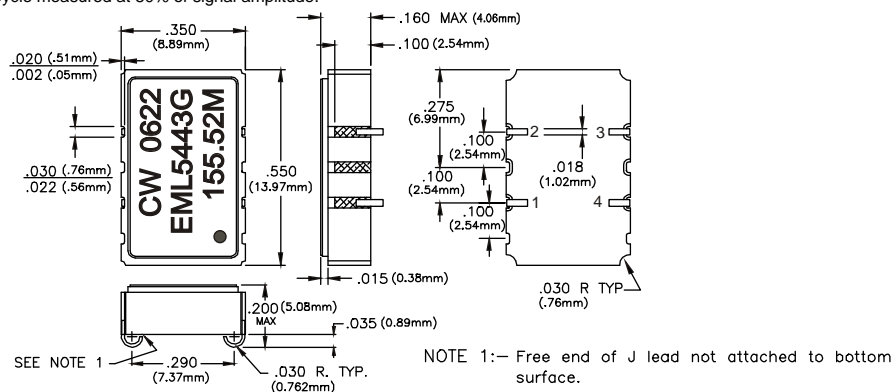 cycle measured at 50% of signal amplitude.
.350
(8.89mm)
.160 MAX (4.06mm)
.100 (2.54mm)
.020 (.51mm)
.002 (.05mm)
.030 (.76mm)
.022 (.56mm)
CW 0622
EML5443G
155.52M
.550
(13.97mm)
.275
(6.99mm)
.100
(2.54mm)
.100
(2.54mm)
.100
(2.54mm)
2
3
.018
(1.02mm)
1
4
.015 (0.38mm)
.030 R TYP
(.76mm)
.200 (5.08mm)
MAX
.035 (0.89mm)
SEE NOTE 1
.290
(7.37mm)
.030 R. TYP.
(0.762mm)
NOTE 1:- Free end of J lead not attached to bottom
surface.